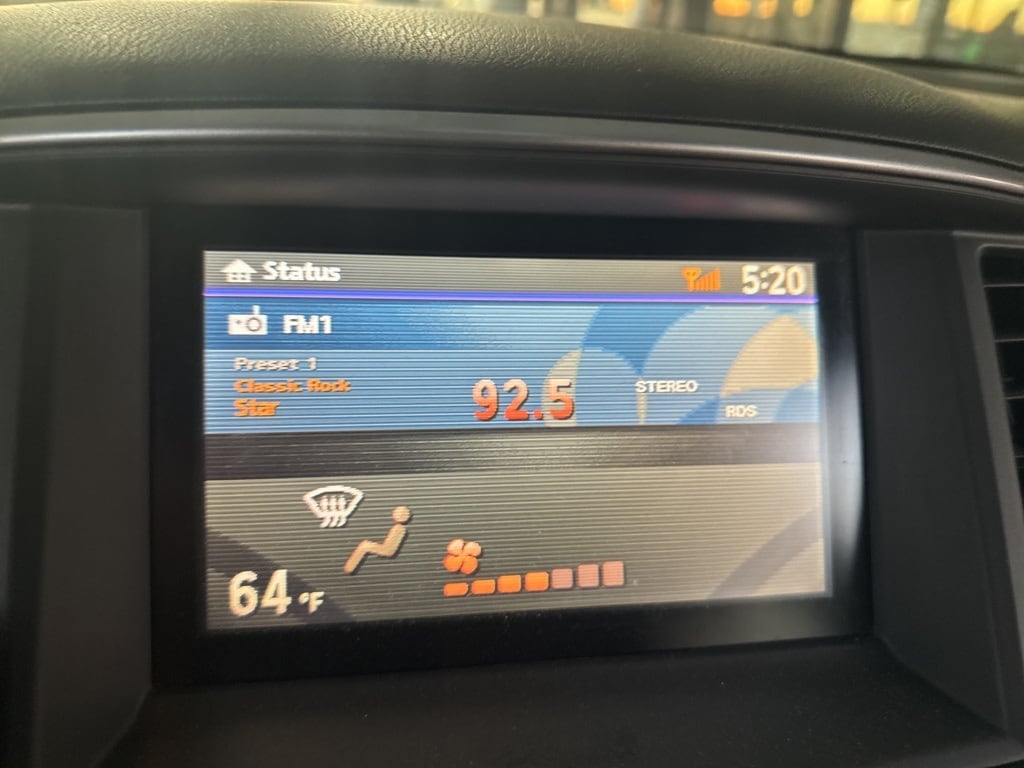 Status
5:20
FM1
Preset 1
Classic Rock
Star
92.5
STEREO
RDS
64 °F